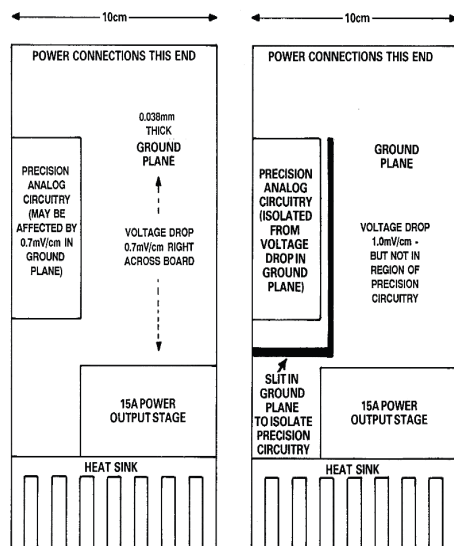 10cm
POWER CONNECTIONS THIS END
0.038mm
THICK
GROUND
PLANE
PRECISION
ANALOG
CIRCUITRY
(MAY BE
AFFECTED BY
0.7mV/cm IN
GROUND
PLANE)
VOLTAGE DROP
0.7mV/cm RIGHT
ACROSS BOARD
15A POWER
OUTPUT STAGE
HEAT SINK
10cm
POWER CONNECTIONS THIS END
GROUND
PLANE
PRECISION
ANALOG
CIRCUITRY
(ISOLATED
FROM
VOLTAGE
DROP IN
GROUND
PLANE)
VOLTAGE DROP
1.0mV/cm -
BUT NOT IN
REGION OF
PRECISION
CIRCUITRY
SLIT IN
GROUND
PLANE
TO ISOLATE
PRECISION
CIRCUITRY
15A POWER
OUTPUT STAGE
HEAT SINK